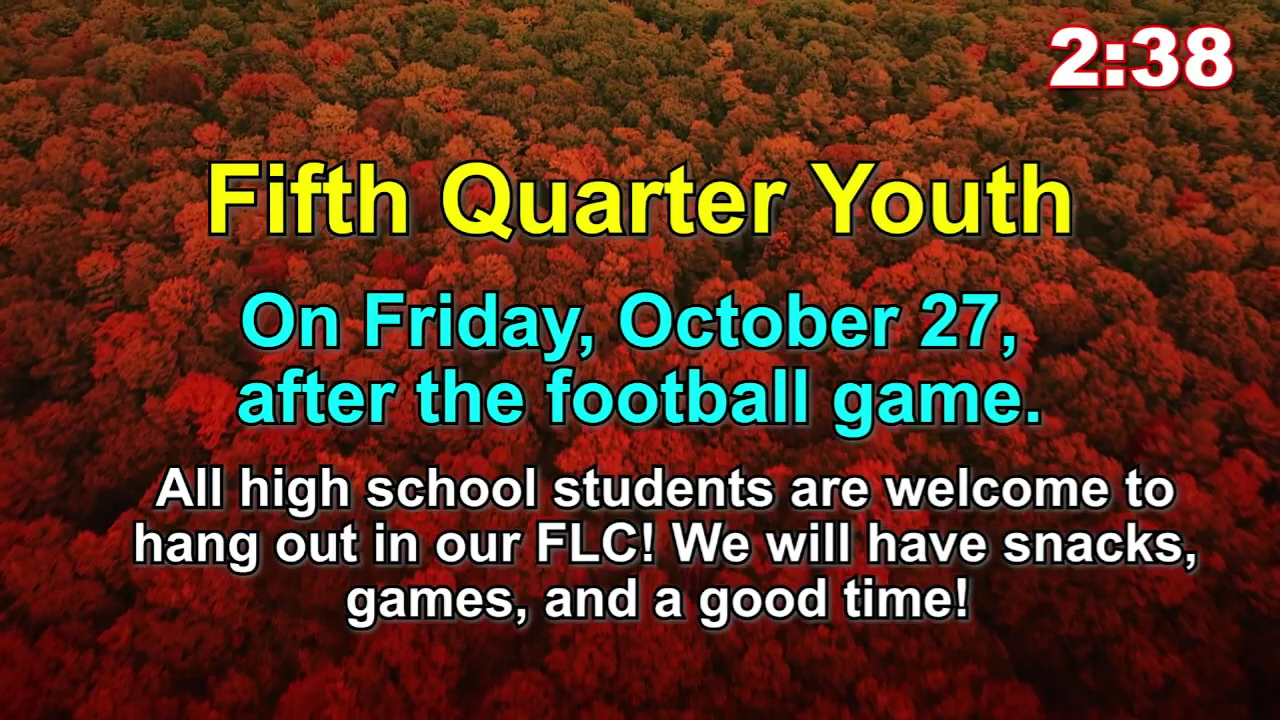 2:38
Fifth Quarter Youth
On Friday, October 27,
after the football game.
All high school students are welcome to
hang out in our FLC! We will have snacks,
games, and a good time!